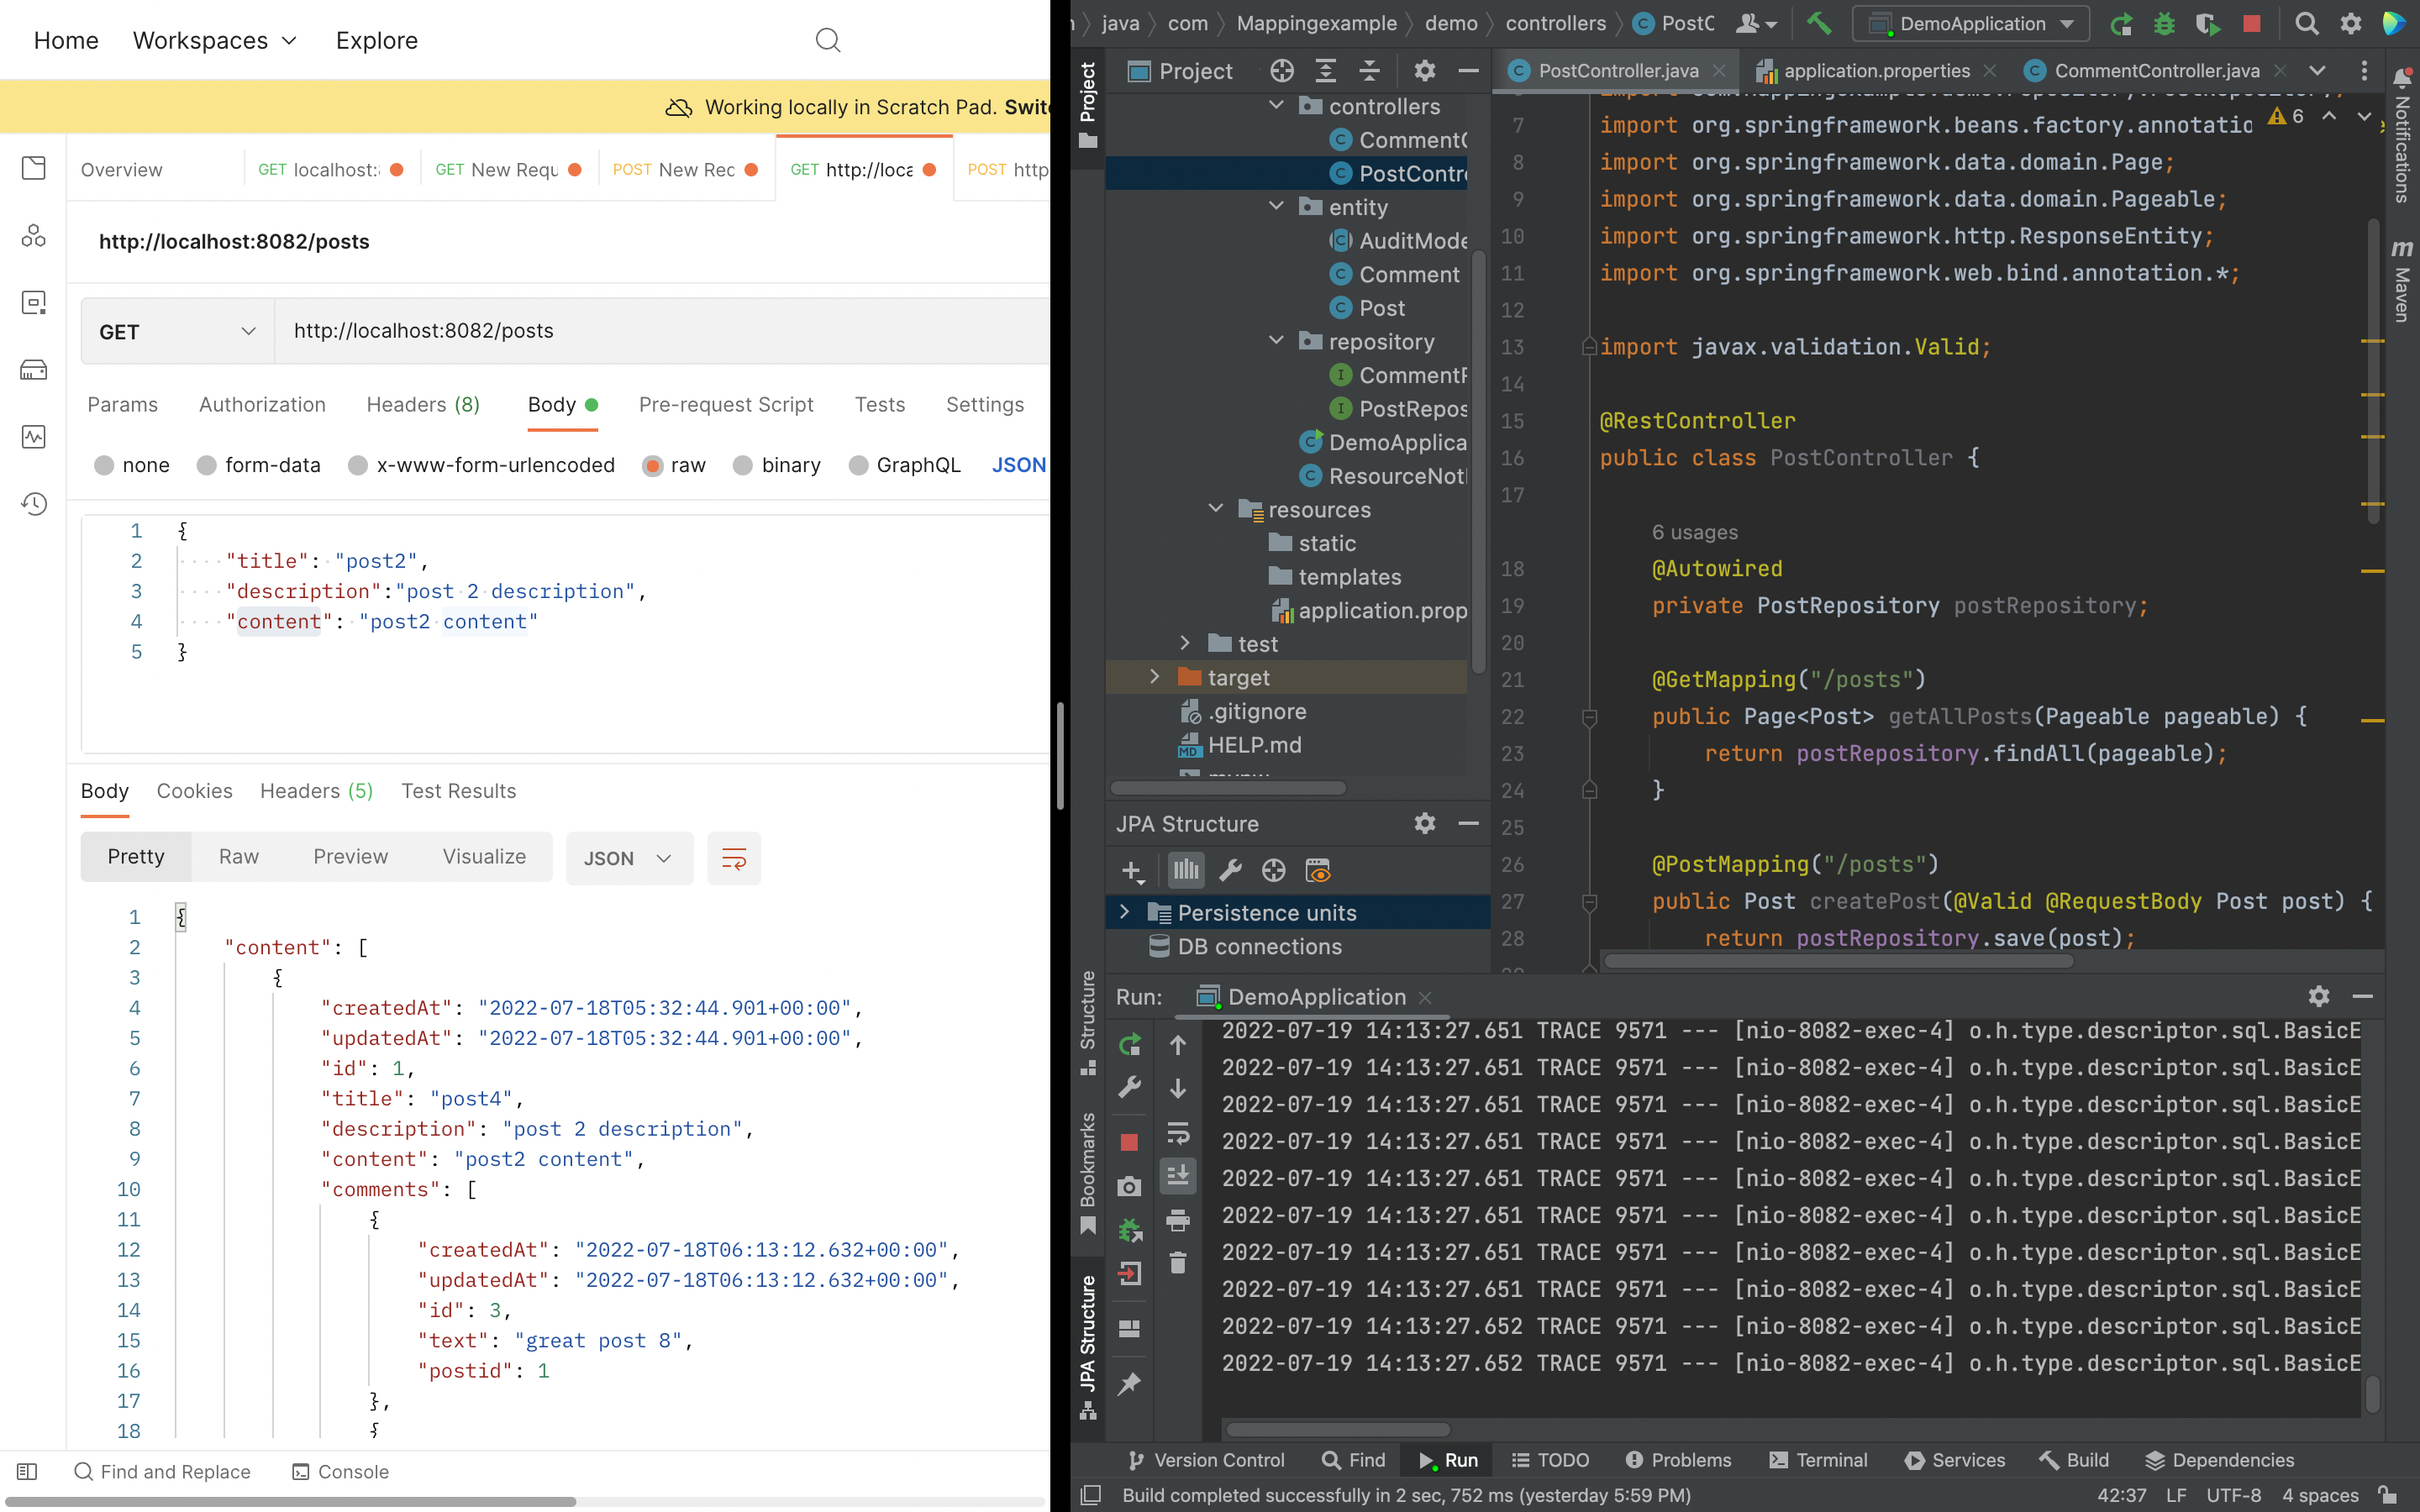 Home Workspaces Explore
Working locally in Scratch Pad.
Overview
GET localhost:
GET New Requ
POST New Rec
GET http://loca
POST http
http://localhost:8082/posts
GET http://localhost:8082/posts
Params Authorization Headers (8) Body Pre-request Script Tests Settings
none form-data x-www-form-urlencoded raw binary GraphQL JSON
1 {
2 "title": "post2",
3 "description":"post 2 description",
4 "content": "post2 content"
5 }
Body Cookies Headers (5) Test Results
Pretty Raw Preview Visualize JSON
1 {
2 "content": [
3 {
4 "createdAt": "2022-07-18T05:32:44.901+00:00",
5 "updatedAt": "2022-07-18T05:32:44.901+00:00",
6 "id": 1,
7 "title": "post4",
8 "description": "post 2 description",
9 "content": "post2 content",
10 "comments": [
11 {
12 "createdAt": "2022-07-18T06:13:12.632+00:00",
13 "updatedAt": "2022-07-18T06:13:12.632+00:00",
14 "id": 3,
15 "text": "great post 8",
16 "postid": 1
17 },
18 {
Find and Replace Console
java com Mappingexample demo controllers PostC DemoApplication
Project
Project
PostController.java application.properties CommentController.java
controllers
Comment
PostContr
entity
AuditMode
Comment
Post
repository
Comment
PostRepos
DemoApplica
ResourceNot
resources
static
templates
application.prop
test
target
.gitignore
HELP.md
JPA Structure
Persistence units
DB connections
6
7 import org.springframework.beans.factory.annotatio
8 import org.springframework.data.domain.Page;
9 import org.springframework.data.domain.Pageable;
10 import org.springframework.http.ResponseEntity;
11 import org.springframework.web.bind.annotation.*;
12
13 import javax.validation.Valid;
14
15 @RestController
16 public class PostController {
17
6 usages
18 @Autowired
19 private PostRepository postRepository;
20
21 @GetMapping("/posts")
22 public Page<Post> getAllPosts(Pageable pageable) {
23 return postRepository.findAll(pageable);
24 }
25
26 @PostMapping("/posts")
27 public Post createPost(@Valid @RequestBody Post post) {
28 return postRepository.save(post);
Notifications
m Maven
Structure
Bookmarks
JPA Structure
Run: DemoApplication
2022-07-19 14:13:27.651 TRACE 9571 --- [nio-8082-exec-4] o.h.type.descriptor.sql.BasicE
2022-07-19 14:13:27.651 TRACE 9571 --- [nio-8082-exec-4] o.h.type.descriptor.sql.BasicE
2022-07-19 14:13:27.651 TRACE 9571 --- [nio-8082-exec-4] o.h.type.descriptor.sql.BasicE
2022-07-19 14:13:27.651 TRACE 9571 --- [nio-8082-exec-4] o.h.type.descriptor.sql.BasicE
2022-07-19 14:13:27.651 TRACE 9571 --- [nio-8082-exec-4] o.h.type.descriptor.sql.BasicE
2022-07-19 14:13:27.651 TRACE 9571 --- [nio-8082-exec-4] o.h.type.descriptor.sql.BasicE
2022-07-19 14:13:27.651 TRACE 9571 --- [nio-8082-exec-4] o.h.type.descriptor.sql.BasicE
2022-07-19 14:13:27.651 TRACE 9571 --- [nio-8082-exec-4] o.h.type.descriptor.sql.BasicE
2022-07-19 14:13:27.652 TRACE 9571 --- [nio-8082-exec-4] o.h.type.descriptor.sql.BasicE
2022-07-19 14:13:27.652 TRACE 9571 --- [nio-8082-exec-4] o.h.type.descriptor.sql.BasicE
Version Control Find Run TODO Problems Terminal Services Build Dependencies
Build completed successfully in 2 sec, 752 ms (yesterday 5:59 PM) 42:37 LF UTF-8 4 spaces